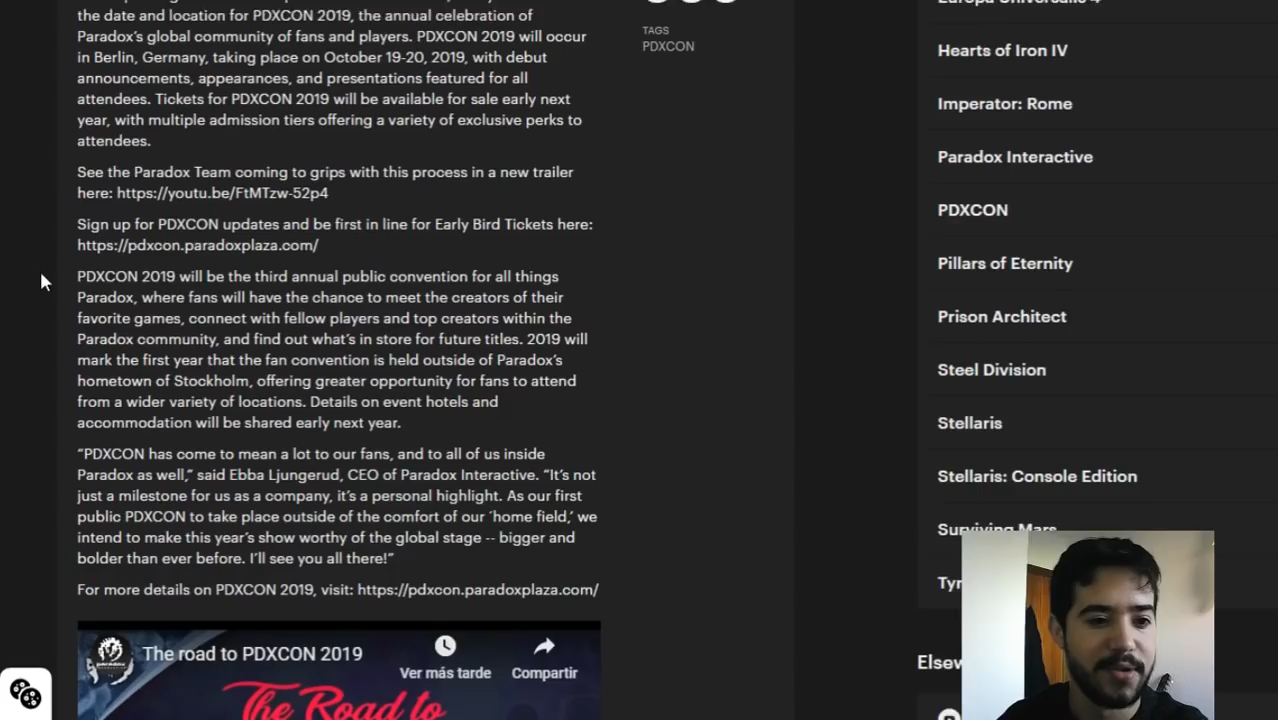 the date and location for PDXCON 2019, the annual celebration of
Paradox's global community of fans and players. PDXCON 2019 will occur
in Berlin, Germany, taking place on October 19-20, 2019, with debut
announcements, appearances, and presentations featured for all
attendees. Tickets for PDXCON 2019 will be available for sale early next
year, with multiple admission tiers offering a variety of exclusive perks to
attendees.
See the Paradox Team coming to grips with this process in a new trailer
here: https://youtu.be/FtMTzw-52p4
Sign up for PDXCON updates and be first in line for Early Bird Tickets here:
https://pdxcon.paradoxplaza.com/
PDXCON 2019 will be the third annual public convention for all things
Paradox, where fans will have the chance to meet the creators of their
favorite games, connect with fellow players and top creators within the
Paradox community, and find out what's in store for future titles. 2019 will
mark the first year that the fan convention is held outside of Paradox's
hometown of Stockholm, offering greater opportunity for fans to attend
from a wider variety of locations. Details on event hotels and
accommodation will be shared early next year.
“PDXCON has come to mean a lot to our fans, and to all of us inside
Paradox as well,” said Ebba Ljungerud, CEO of Paradox Interactive. “It's not
just a milestone for us as a company, it's a personal highlight. As our first
public PDXCON to take place outside of the comfort of our ‘home field,’ we
intend to make this year's show worthy of the global stage -- bigger and
bolder than ever before. I'll see you all there!”
For more details on PDXCON 2019, visit: https://pdxcon.paradoxplaza.com/
The road to PDXCON 2019
Ver más tarde
Compartir
The Road to
TAGS
PDXCON
Europa Universalis 4
Hearts of Iron IV
Imperator: Rome
Paradox Interactive
PDXCON
Pillars of Eternity
Prison Architect
Steel Division
Stellaris
Stellaris: Console Edition
Surviving Mars
Elsew